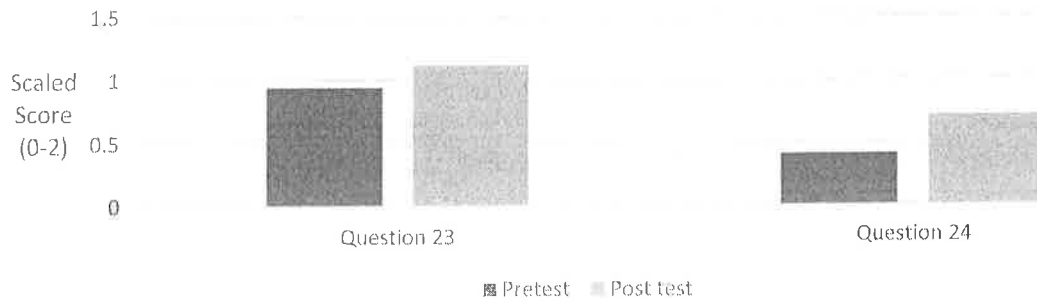 1.5
1
Scaled
Score
(0-2)
0.5
0
Question 23
Question 24
Pretest
Post test